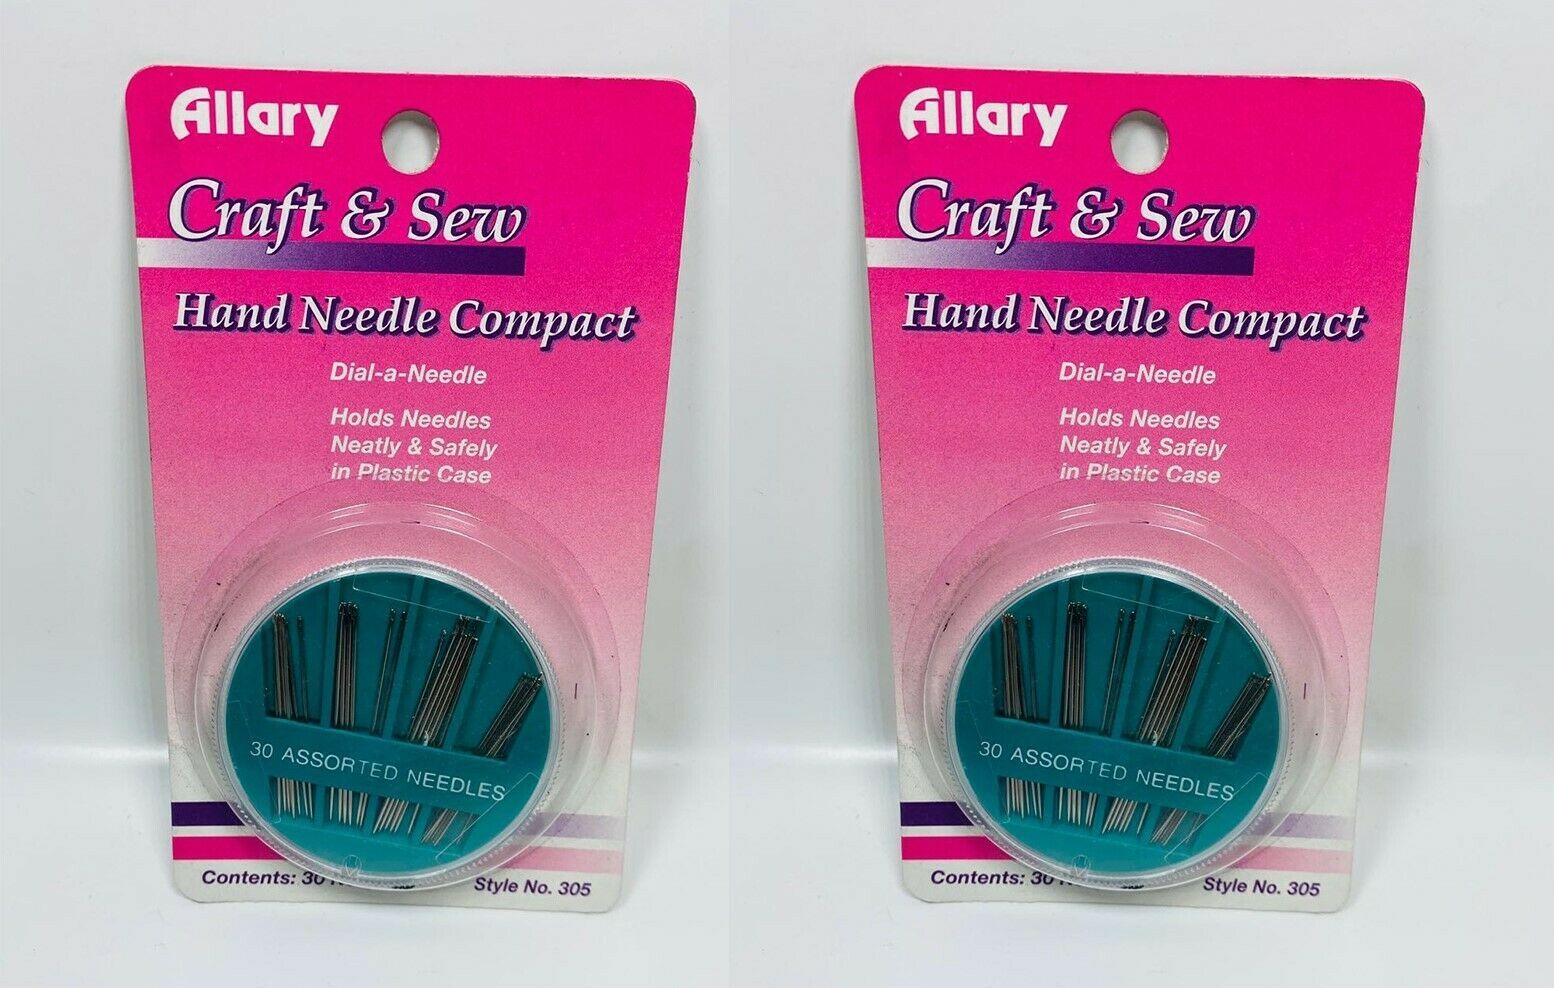 Allary
Craft & Sew
Hand Needle Compact
Dial-a-Needle
Holds Needles
Neatly & Safely
in Plastic Case
30 ASSORTED NEEDLES
Contents: 30
Style No. 305
Allary
Craft & Sew
Hand Needle Compact
Dial-a-Needle
Holds Needles
Neatly & Safely
in Plastic Case
30 ASSORTED NEEDLES
Contents: 30
Style No. 305